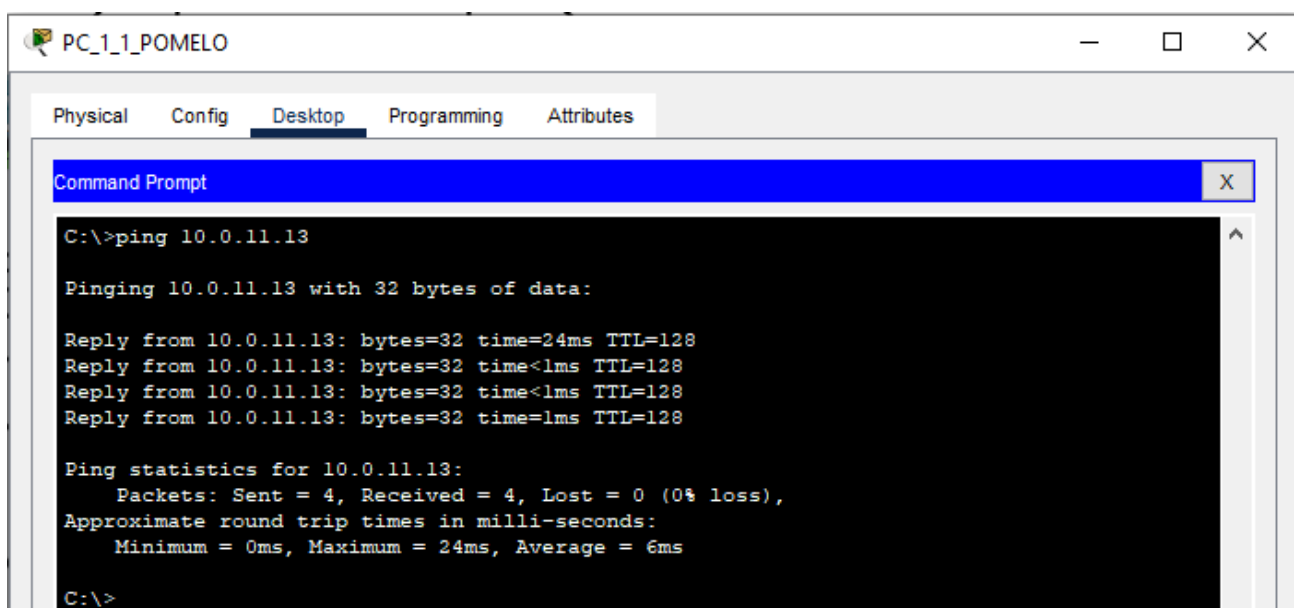 PC_1_1_POMELO
Physical Config Desktop Programming Attributes
Command Prompt
X
C:\>ping 10.0.11.13
Pinging 10.0.11.13 with 32 bytes of data:
Reply from 10.0.11.13: bytes=32 time=24ms TTL=128
Reply from 10.0.11.13: bytes=32 time<1ms TTL=128
Reply from 10.0.11.13: bytes=32 time<1ms TTL=128
Reply from 10.0.11.13: bytes=32 time=1ms TTL=128
Ping statistics for 10.0.11.13:
Packets: Sent = 4, Received = 4, Lost = 0 (0% loss),
Approximate round trip times in milli-seconds:
Minimum = 0ms, Maximum = 24ms, Average = 6ms
C:\>